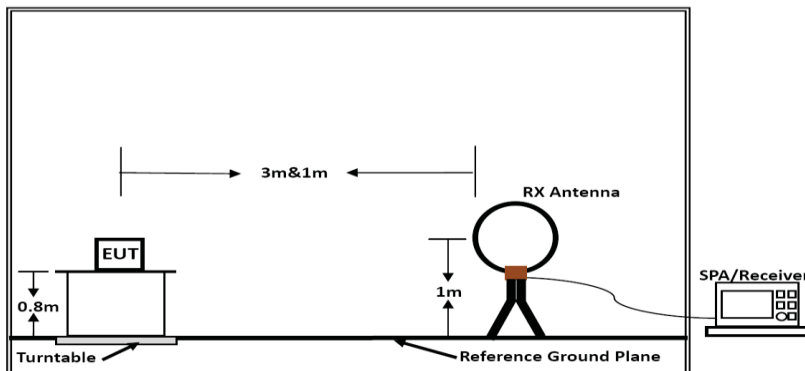 3m&1m
RX Antenna
EUT
SPA/Receiver
0.8m
1m
Turntable
Reference Ground Plane